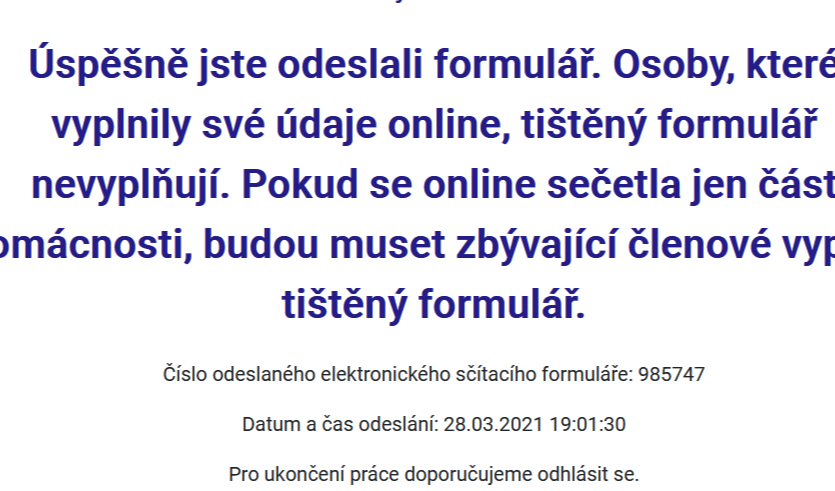 Úspěšně jste odeslali formulář. Osoby, které
vyplnily své údaje online, tištěný formulář
nevyplňují. Pokud se online sečetla jen část
omácnosti, budou muset zbývající členové vyp
tištěný formulář.
Číslo odeslaného elektronického sčítacího formuláře: 985747
Datum a čas odeslání: 28.03.2021 19:01:30
Pro ukončení práce doporučujeme odhlásit se.